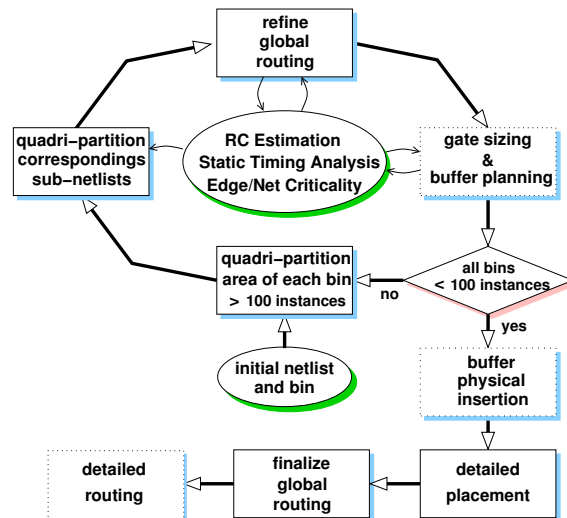 refine
global
routing
RC Estimation
Static Timing Analysis
Edge/Net Criticality
quadri-partition
correspondings
sub-netlists
gate sizing
&
buffer planning
quadri-partition
area of each bin
> 100 instances
no
all bins
< 100 instances
yes
initial netlist
and bin
buffer
physical
insertion
detailed
routing
finalize
global
routing
detailed
placement